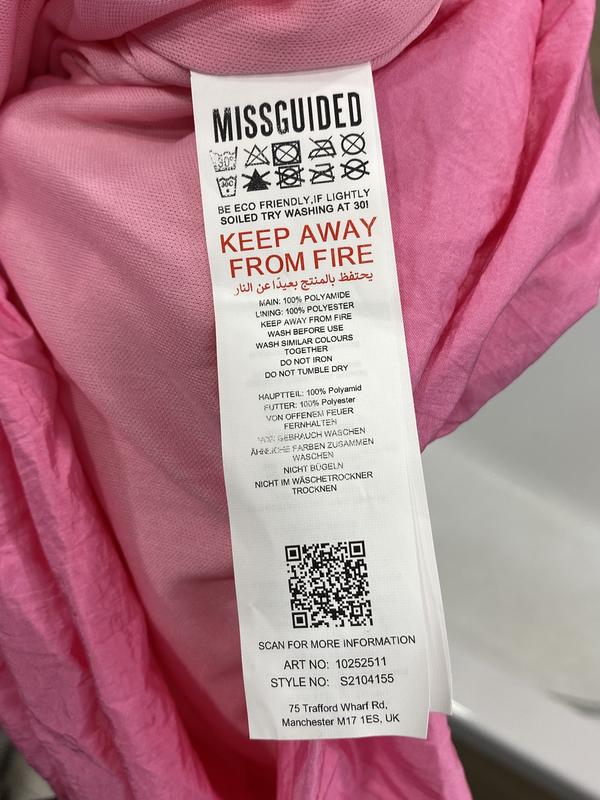 MISSGUIDED
30°
30°
BE ECO FRIENDLY,IF LIGHTLY
SOILED TRY WASHING AT 30!
KEEP AWAY
FROM FIRE
يحتفظ بالمنتج بعيدًا عن النار
MAIN: 100% POLYAMIDE
LINING: 100% POLYESTER
KEEP AWAY FROM FIRE
WASH BEFORE USE
WASH SIMILAR COLOURS
TOGETHER
DO NOT IRON
DO NOT TUMBLE DRY
HAUPTTEIL: 100% Polyamid
FUTTER: 100% Polyester
VON OFFENEM FEUER
FERNHALTEN
VOR GEBRAUCH WASCHEN
ÄHNLICHE FARBEN ZUSAMMEN
WASCHEN
NICHT BÜGELN
NICHT IM WÄSCHETROCKNER
TROCKNEN
SCAN FOR MORE INFORMATION
ART NO: 10252511
STYLE NO: S2104155
75 Trafford Wharf Rd,
Manchester M17 1ES, UK